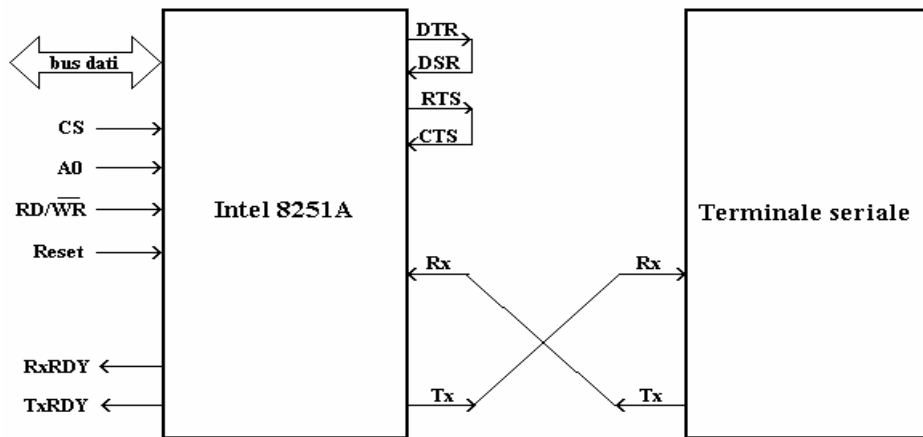 DTR
bus dati
DSR
RTS
CS
CTS
A0
RD/W̅R̅
Intel 8251A
Terminale seriale
Reset
Rx
Rx
RxRDY
TxRDY
Tx
Tx